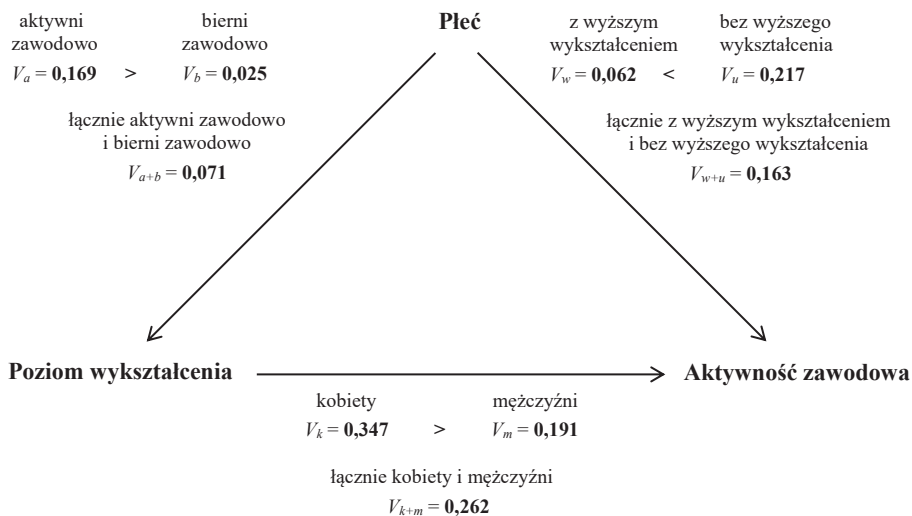 Płeć
aktywni
zawodowo
bierni
zawodowo
Va = 0,169 > Vb = 0,025
łącznie aktywni zawodowo
i bierni zawodowo
Va+b = 0,071
z wyższym
wykształceniem
bez wyższego
wykształcenia
Vw = 0,062 < Vu = 0,217
łącznie z wyższym wykształceniem
i bez wyższego wykształcenia
Vw+u = 0,163
Poziom wykształcenia
Aktywność zawodowa
kobiety mężczyźni
Vk = 0,347 > Vm = 0,191
łącznie kobiety i mężczyźni
Vk+m = 0,262